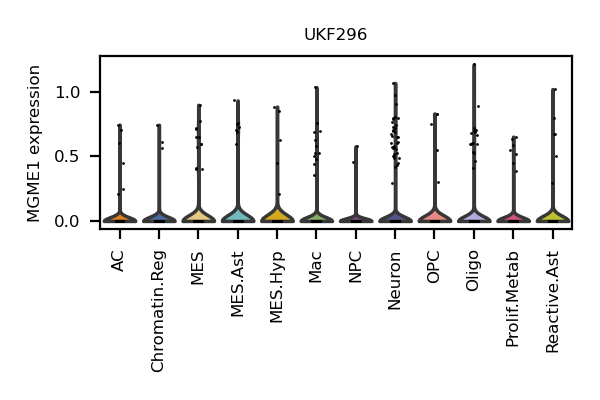 UKF296
MGME1 expression
1.0
0.5
0.0
AC
Chromatin.Reg
MES
MES.Ast
MES.Hyp
Mac
NPC
Neuron
OPC
Oligo
Prolif.Metab
Reactive.Ast